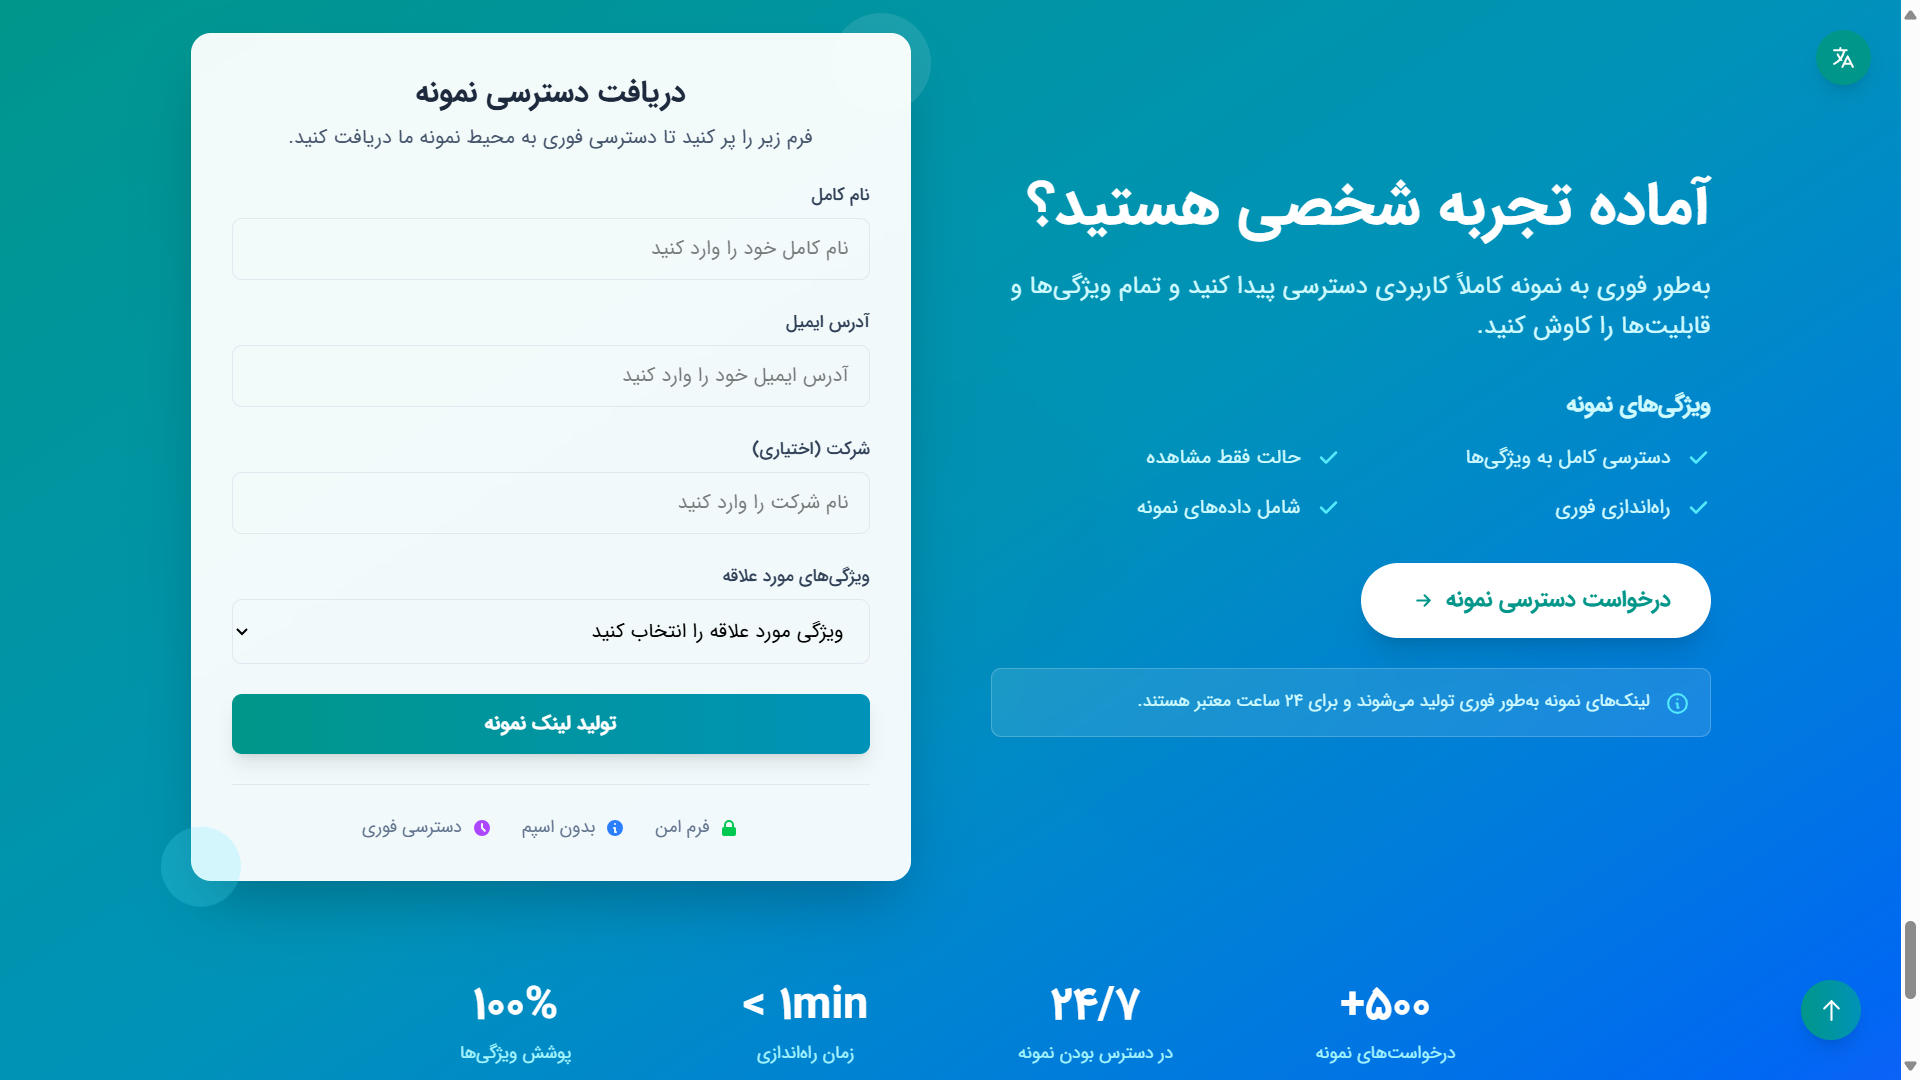 آماده تجربه شخصی هستید؟
به‌طور فوری به نمونه کاملاً کاربردی دسترسی پیدا کنید و تمام ویژگی‌ها و
قابلیت‌ها را کاوش کنید.
ویژگی‌های نمونه
دسترسی کامل به ویژگی‌ها
حالت فقط مشاهده
راه‌اندازی فوری
شامل داده‌های نمونه
درخواست دسترسی نمونه →
لینک‌های نمونه به‌طور فوری تولید می‌شوند و برای ۲۴ ساعت معتبر هستند.
دریافت دسترسی نمونه
فرم زیر را پر کنید تا دسترسی فوری به محیط نمونه ما دریافت کنید.
نام کامل
نام کامل خود را وارد کنید
آدرس ایمیل
آدرس ایمیل خود را وارد کنید
شرکت (اختیاری)
نام شرکت را وارد کنید
ویژگی‌های مورد علاقه
ویژگی مورد علاقه را انتخاب کنید
تولید لینک نمونه
فرم امن
بدون اسپم
دسترسی فوری
+۵۰۰
درخواست‌های نمونه
۲۴/۷
در دسترس بودن نمونه
< ۱min
زمان راه‌اندازی
۱۰۰%
پوشش ویژگی‌ها